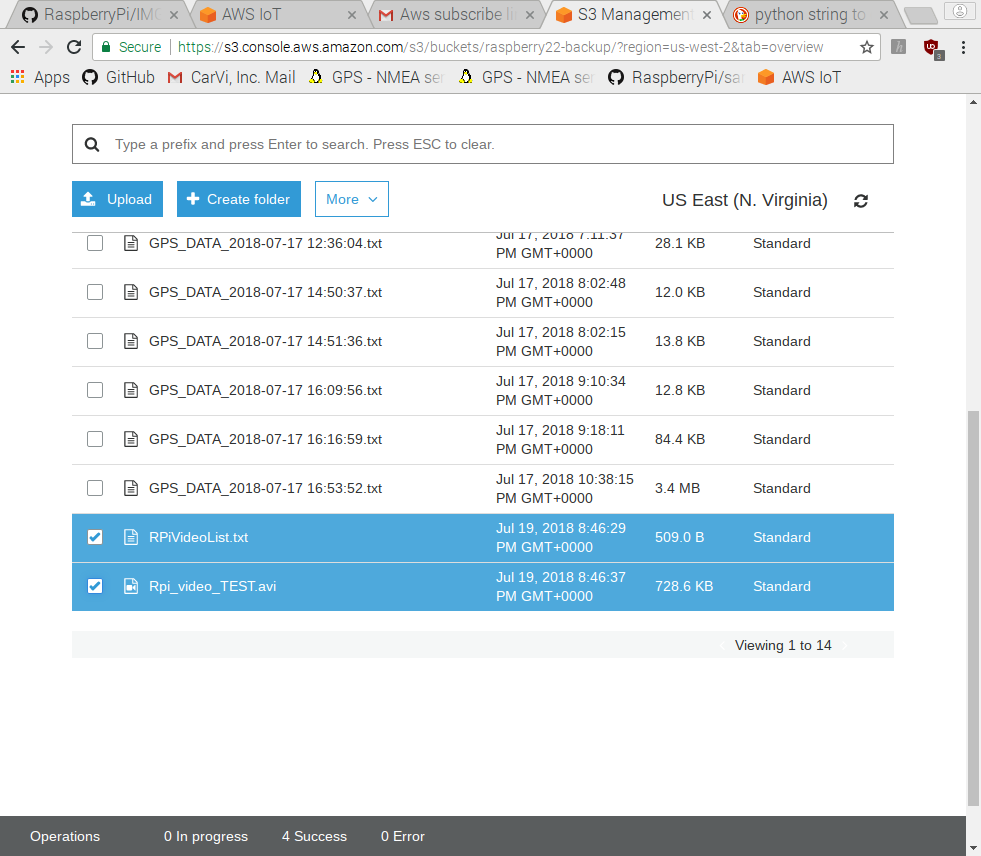 RaspberryPi/IMG AWS IoT Aws subscribe li S3 Management python string to
Secure https://s3.console.aws.amazon.com/s3/buckets/raspberry22-backup/?region=us-west-2&tab=overview
Apps GitHub CarVi, Inc. Mail GPS - NMEA sen GPS - NMEA sen RaspberryPi/sam AWS IoT
Type a prefix and press Enter to search. Press ESC to clear.
Upload Create folder More US East (N. Virginia)
GPS_DATA_2018-07-17 12:36:04.txt Jul 17, 2018 7:11:37 28.1 KB Standard
PM GMT+0000
GPS_DATA_2018-07-17 14:50:37.txt Jul 17, 2018 8:02:48 12.0 KB Standard
PM GMT+0000
GPS_DATA_2018-07-17 14:51:36.txt Jul 17, 2018 8:02:15 13.8 KB Standard
PM GMT+0000
GPS_DATA_2018-07-17 16:09:56.txt Jul 17, 2018 9:10:34 12.8 KB Standard
PM GMT+0000
GPS_DATA_2018-07-17 16:16:59.txt Jul 17, 2018 9:18:11 84.4 KB Standard
PM GMT+0000
GPS_DATA_2018-07-17 16:53:52.txt Jul 17, 2018 10:38:15 3.4 MB Standard
PM GMT+0000
RPiVideoList.txt Jul 19, 2018 8:46:29 509.0 B Standard
PM GMT+0000
Rpi_video_TEST.avi Jul 19, 2018 8:46:37 728.6 KB Standard
PM GMT+0000
Viewing 1 to 14
Operations 0 In progress 4 Success 0 Error